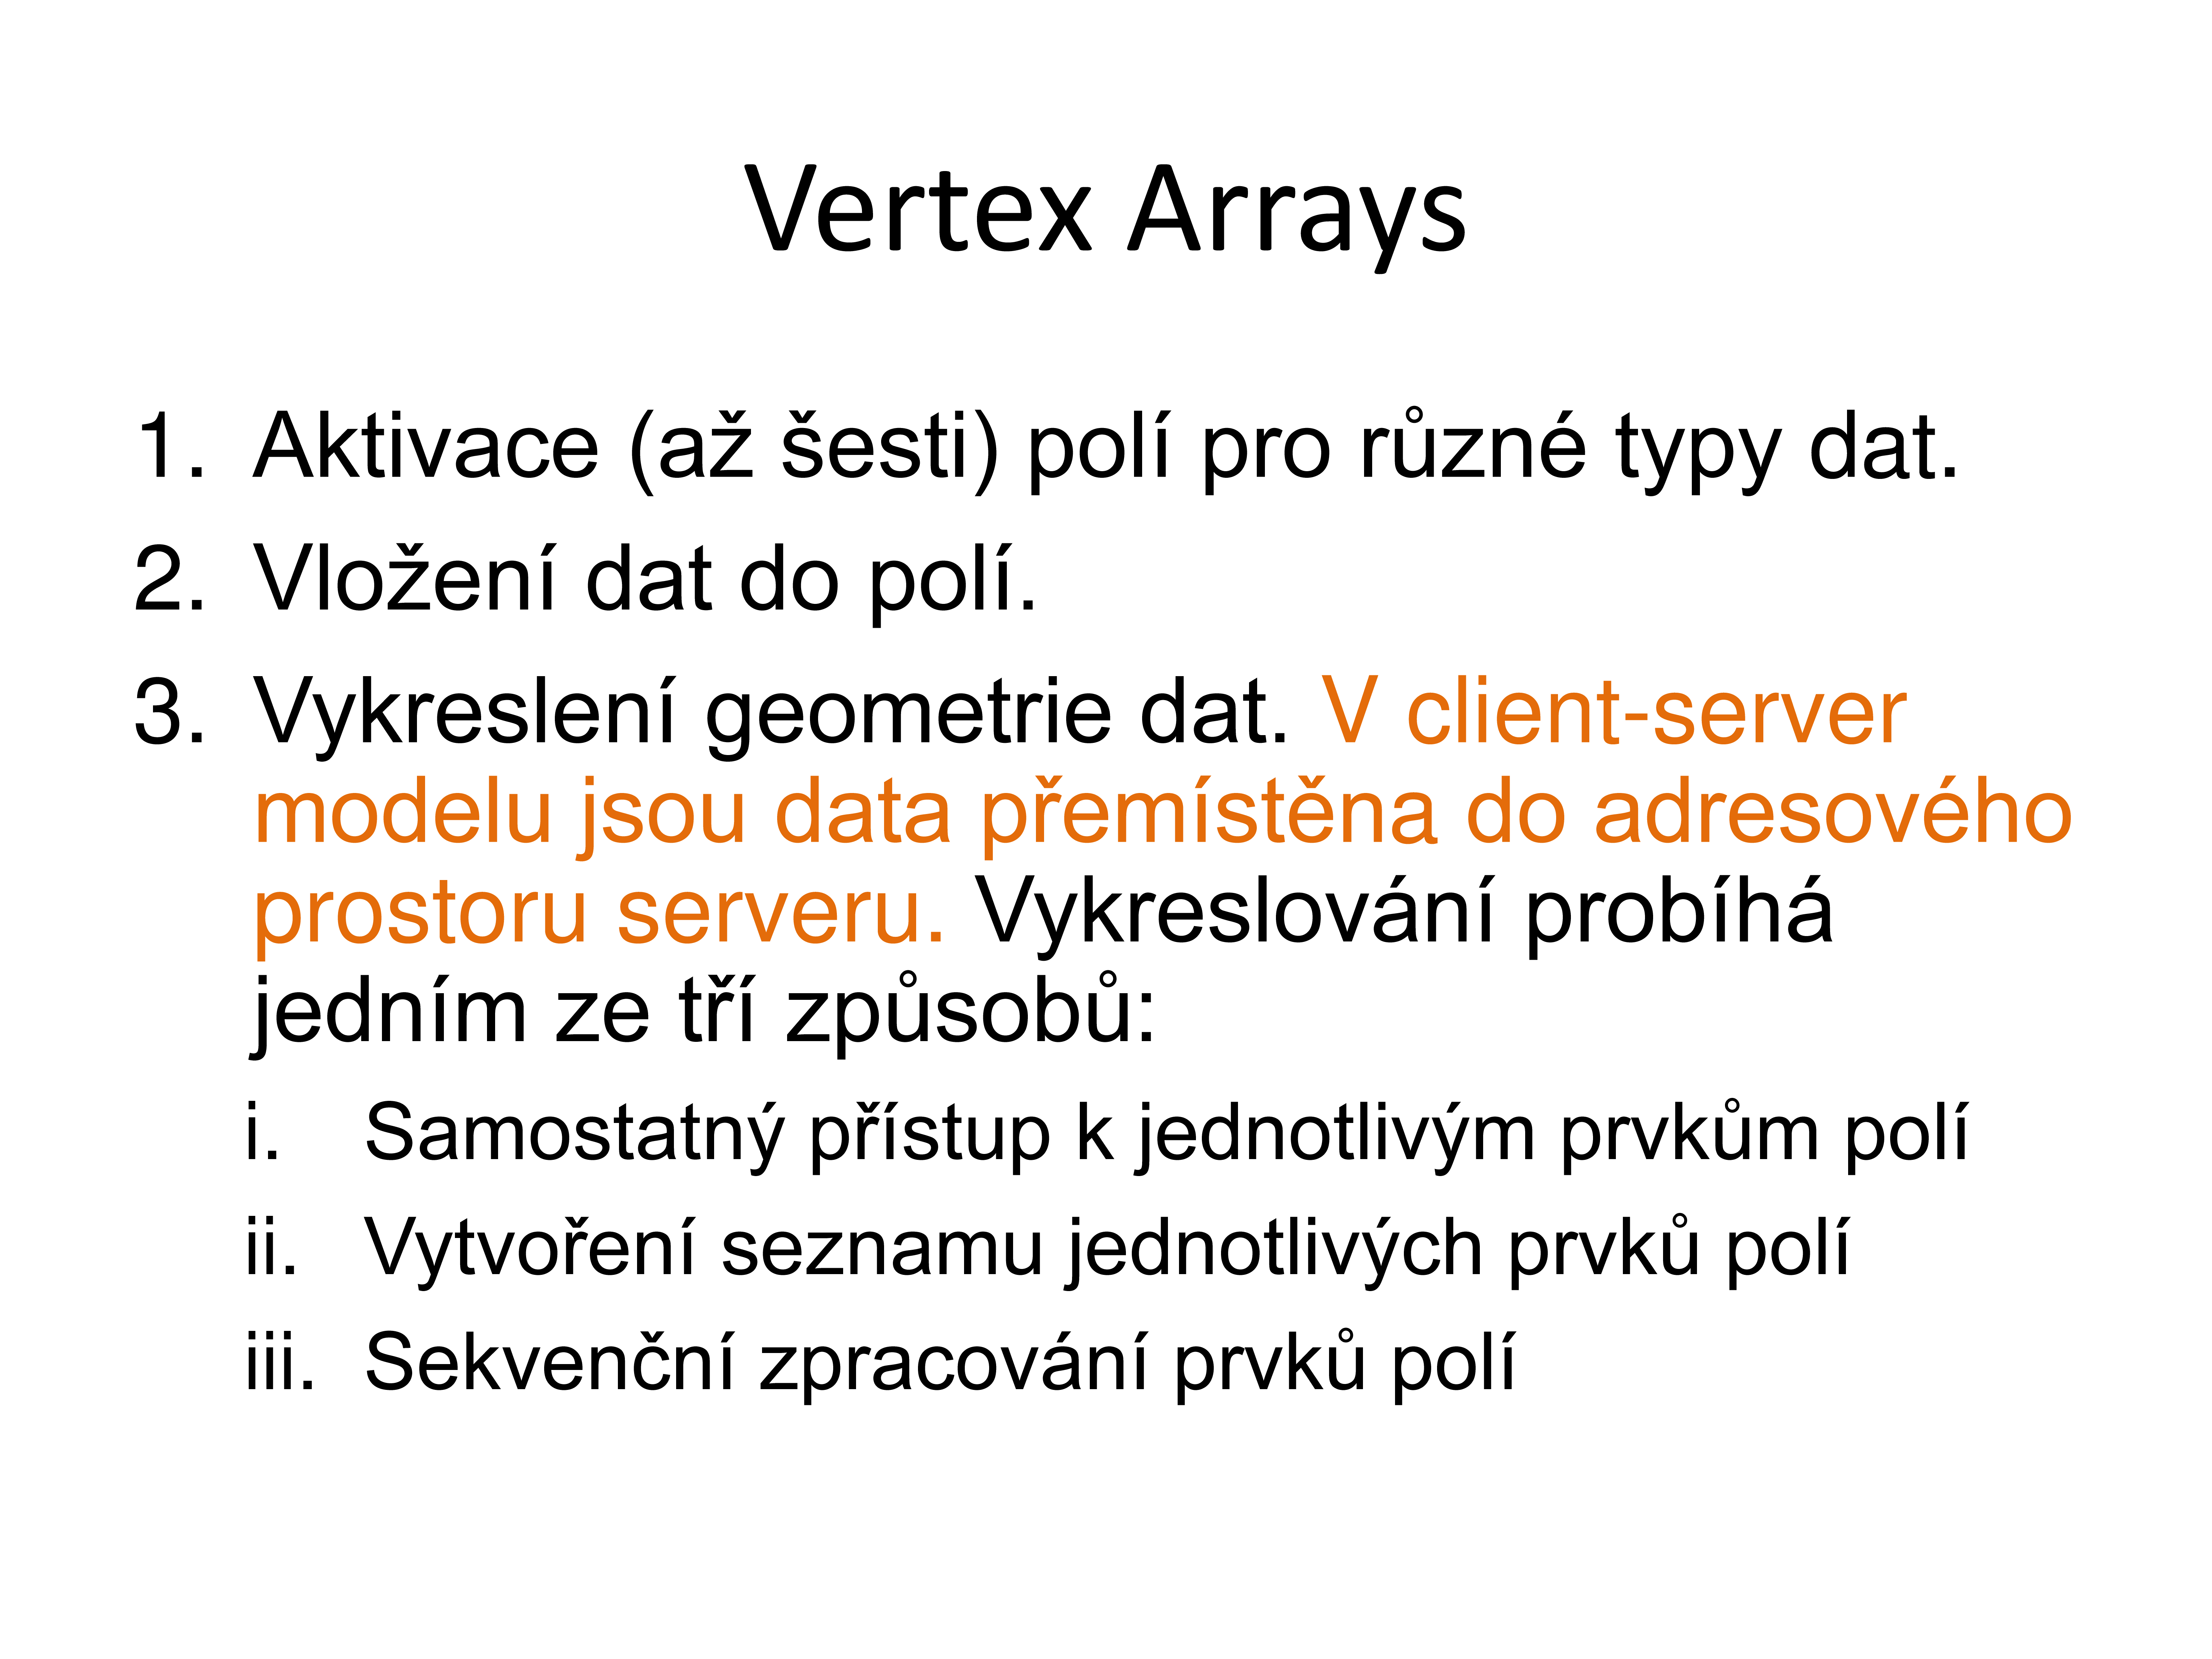 Vertex Arrays
1. Aktivace (až šesti) polí pro různé typy dat.
2. Vložení dat do polí.
3. Vykreslení geometrie dat. V client-server
modelu jsou data přemístěna do adresového
prostoru serveru. Vykreslování probíhá
jedním ze tří způsobů:
i. Samostatný přístup k jednotlivým prvkům polí
ii. Vytvoření seznamu jednotlivých prvků polí
iii. Sekvenční zpracování prvků polí